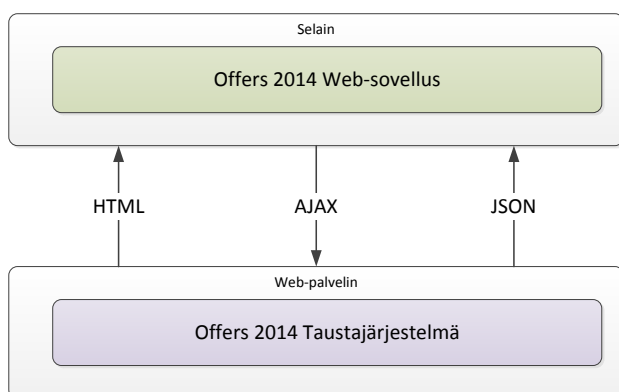 Selain
Offers 2014 Web-sovellus
HTML
AJAX
JSON
Web-palvelin
Offers 2014 Taustajärjestelmä